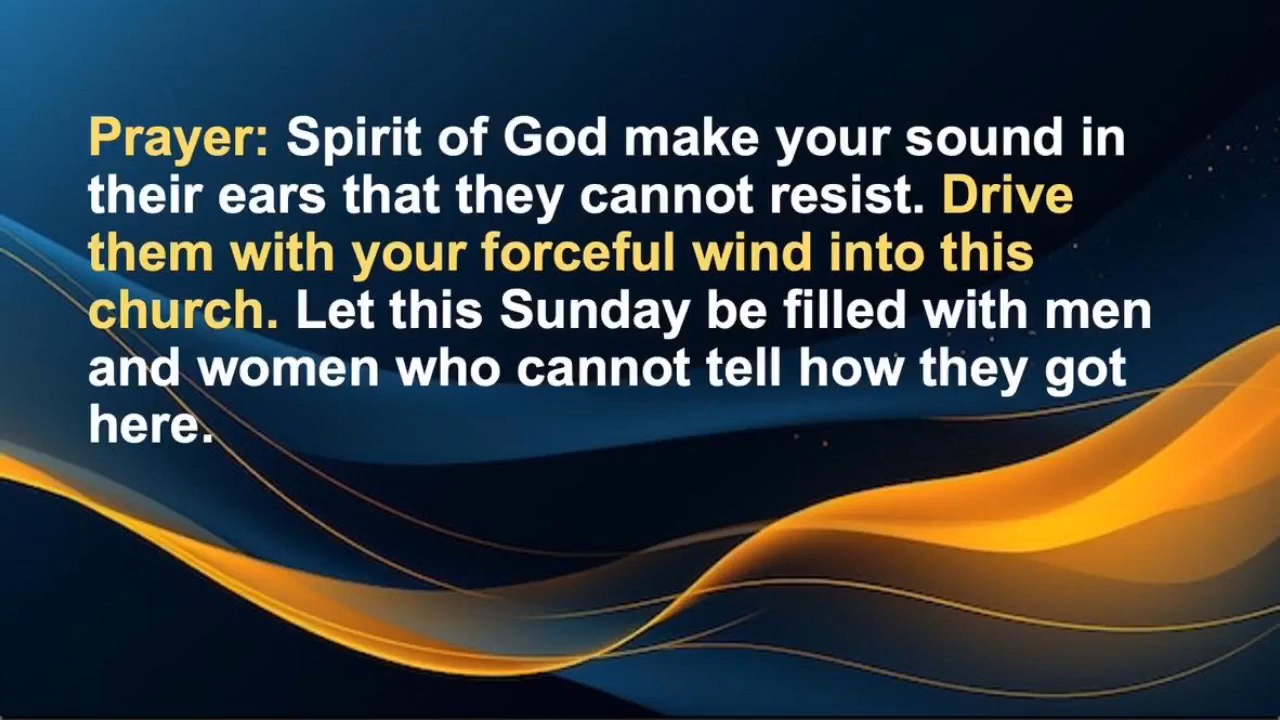 Prayer: Spirit of God make your sound in
their ears that they cannot resist. Drive
them with your forceful wind into this
church. Let this Sunday be filled with men
and women who cannot tell how they got
here.